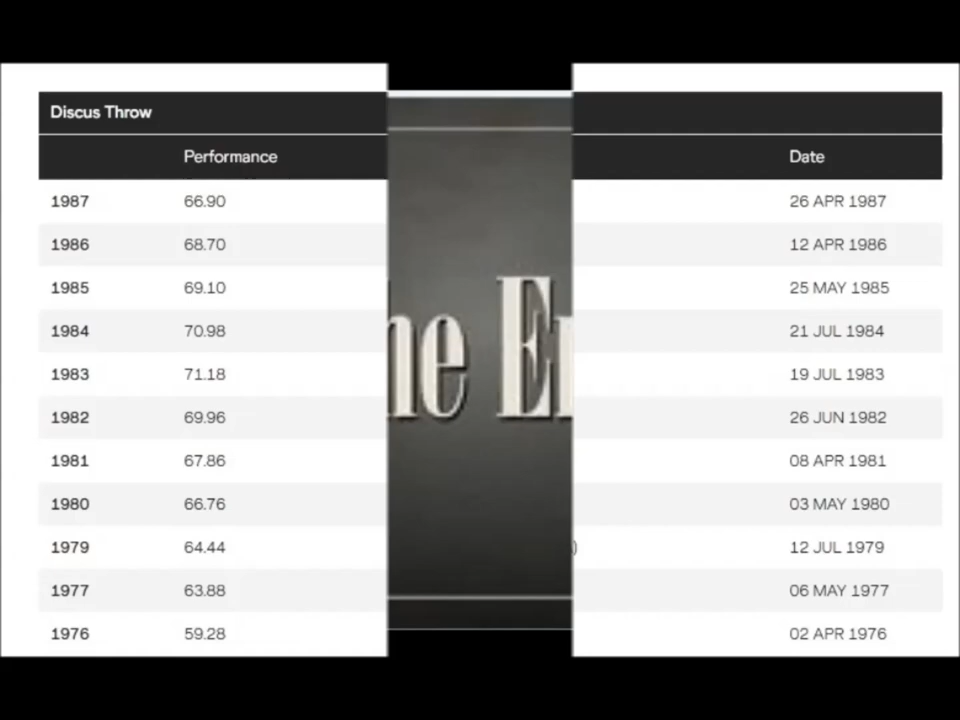 Discus Throw
Performance Date
1987 66.90 26 APR 1987
1986 68.70 12 APR 1986
1985 69.10 25 MAY 1985
1984 70.98 21 JUL 1984
1983 71.18 19 JUL 1983
he En
1982 69.96 26 JUN 1982
1981 67.86 08 APR 1981
1980 66.76 03 MAY 1980
1979 64.44 ) 12 JUL 1979
1977 63.88 06 MAY 1977
1976 59.28 02 APR 1976